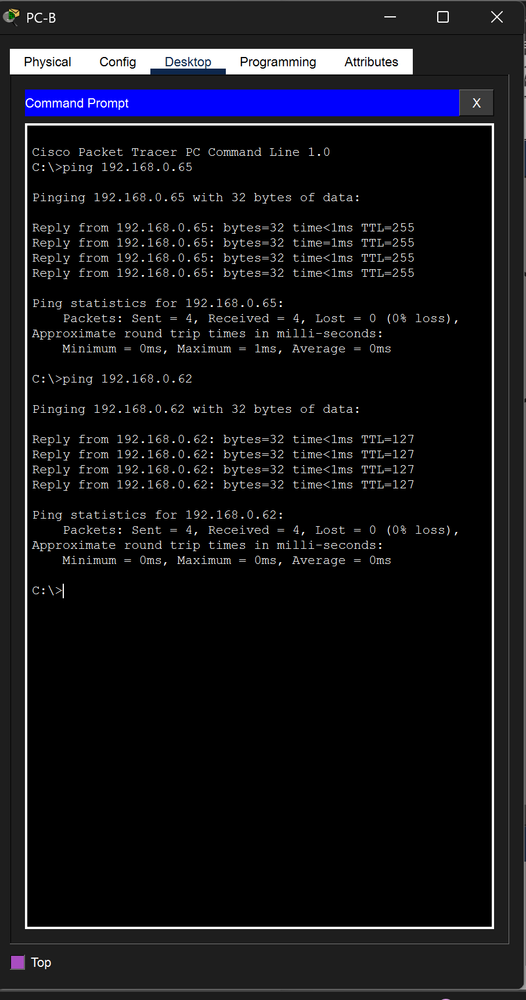 PC-B
Physical Config Desktop Programming Attributes
Command Prompt X
Cisco Packet Tracer PC Command Line 1.0
C:\>ping 192.168.0.65
Pinging 192.168.0.65 with 32 bytes of data:
Reply from 192.168.0.65: bytes=32 time<1ms TTL=255
Reply from 192.168.0.65: bytes=32 time=1ms TTL=255
Reply from 192.168.0.65: bytes=32 time<1ms TTL=255
Reply from 192.168.0.65: bytes=32 time<1ms TTL=255
Ping statistics for 192.168.0.65:
Packets: Sent = 4, Received = 4, Lost = 0 (0% loss),
Approximate round trip times in milli-seconds:
Minimum = 0ms, Maximum = 1ms, Average = 0ms
C:\>ping 192.168.0.62
Pinging 192.168.0.62 with 32 bytes of data:
Reply from 192.168.0.62: bytes=32 time<1ms TTL=127
Reply from 192.168.0.62: bytes=32 time<1ms TTL=127
Reply from 192.168.0.62: bytes=32 time<1ms TTL=127
Reply from 192.168.0.62: bytes=32 time<1ms TTL=127
Ping statistics for 192.168.0.62:
Packets: Sent = 4, Received = 4, Lost = 0 (0% loss),
Approximate round trip times in milli-seconds:
Minimum = 0ms, Maximum = 0ms, Average = 0ms
C:\>
Top